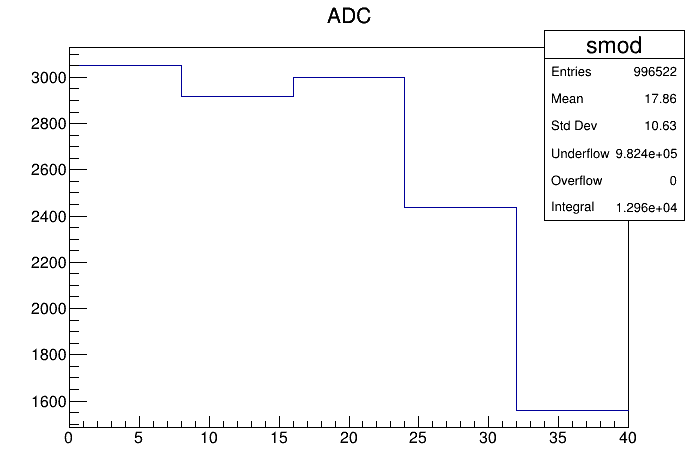 ADC
smod
Entries 996522
Mean 17.86
Std Dev 10.63
Underflow 9.824e+05
Overflow 0
Integral 1.296e+04
3000
2800
2600
2400
2200
2000
1800
1600
0 5 10 15 20 25 30 35 40